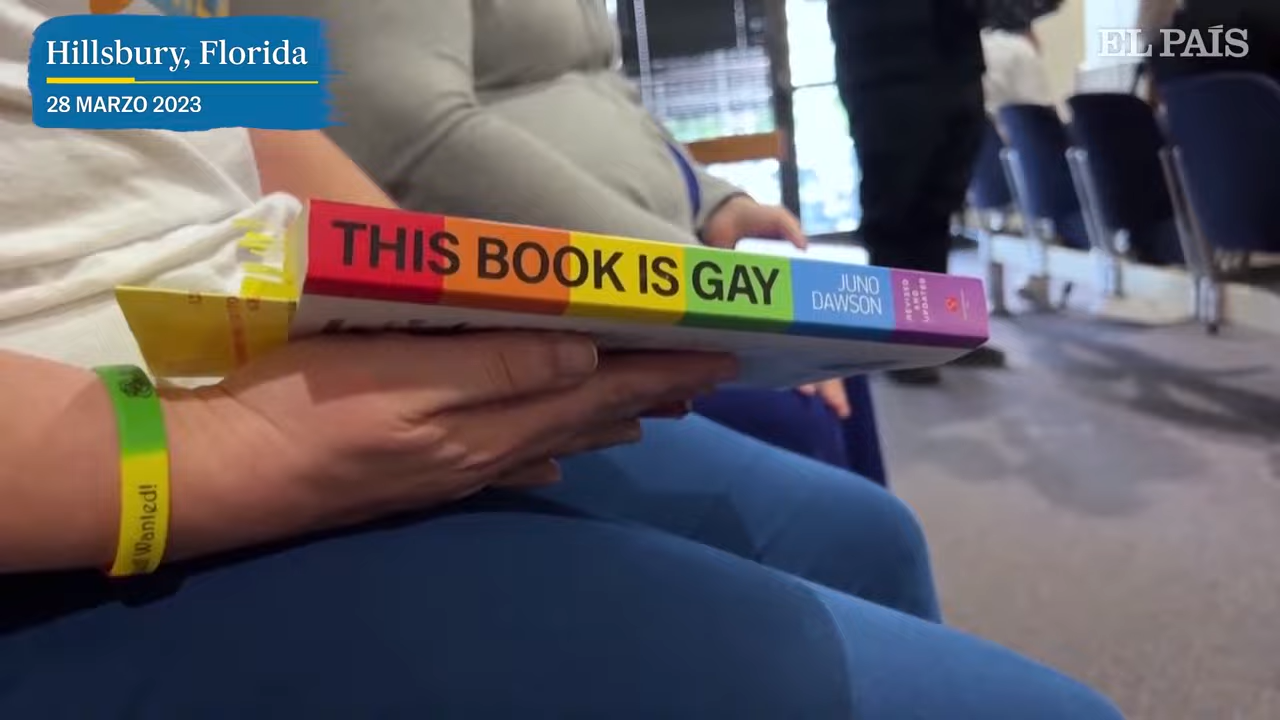 Hillsbury, Florida
28 MARZO 2023
EL PAÍS
THIS BOOK IS GAY
JUNO
DAWSON
REVISED
AND
UPDATED
Wanted!